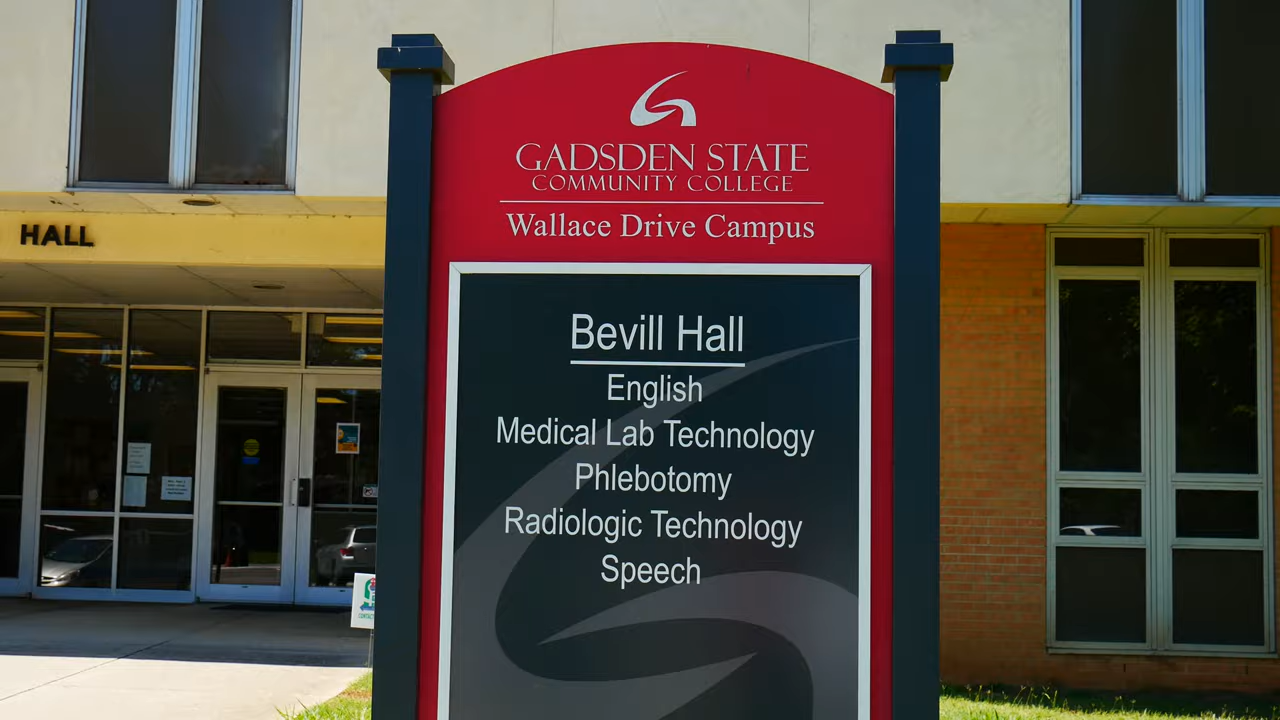 GADSDEN STATE
COMMUNITY COLLEGE
Wallace Drive Campus
HALL
Bevill Hall
English
Medical Lab Technology
Phlebotomy
Radiologic Technology
Speech